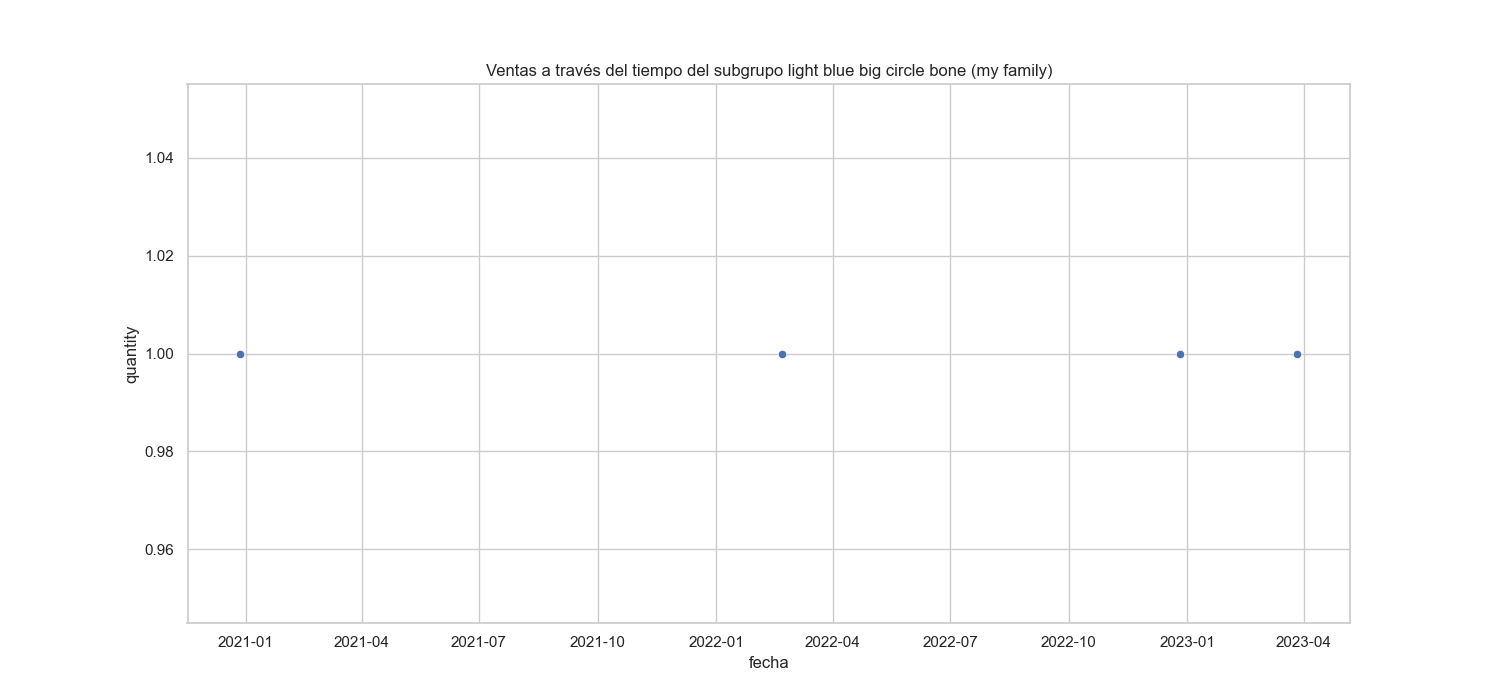 Ventas a través del tiempo del subgrupo light blue big circle bone (my family)
1.04
1.02
1.00
0.98
0.96
quantity
2021-01 2021-04 2021-07 2021-10 2022-01 2022-04 2022-07 2022-10 2023-01 2023-04
fecha